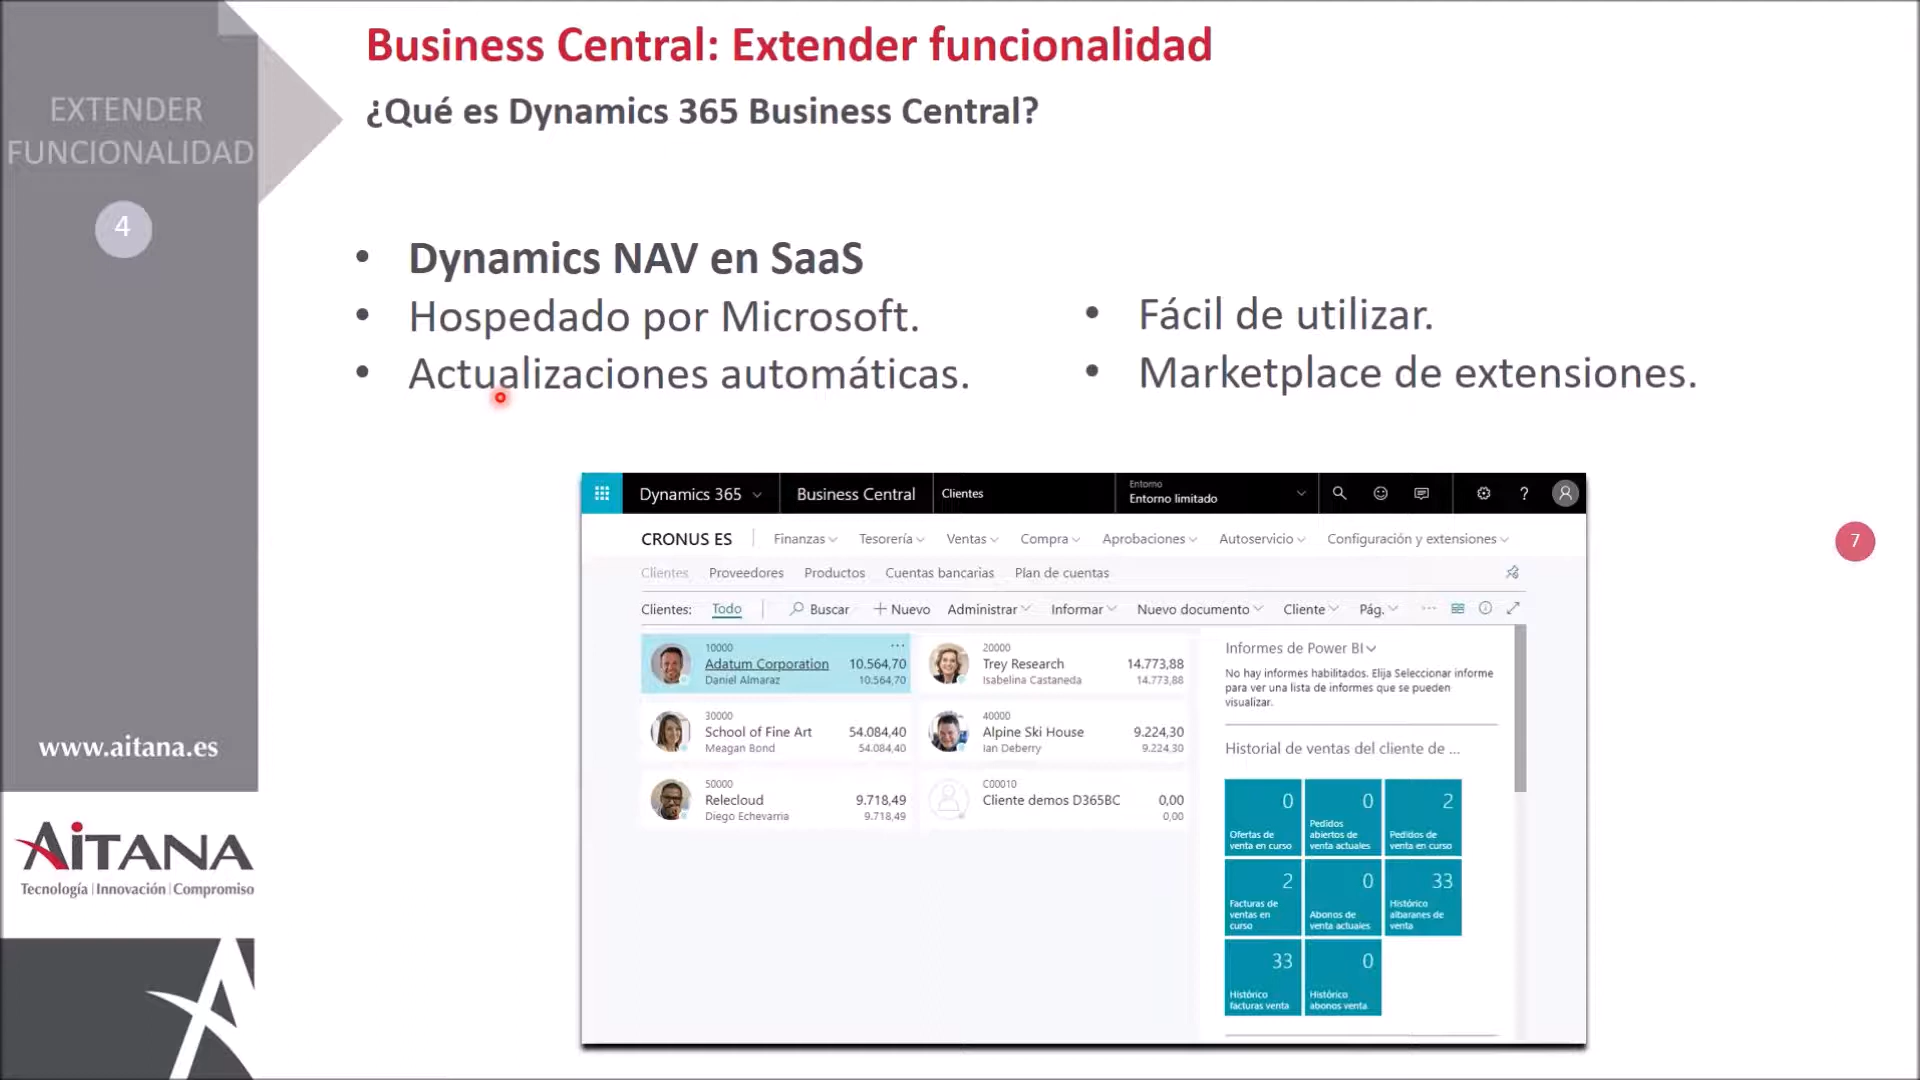 EXTENDER
FUNCIONALIDAD
4
www.aitana.es
AITANA
Tecnología | Innovación | Compromiso
Business Central: Extender funcionalidad
¿Qué es Dynamics 365 Business Central?
• Dynamics NAV en SaaS
• Hospedado por Microsoft.
• Actualizaciones automáticas.
• Fácil de utilizar.
• Marketplace de extensiones.
Dynamics 365 Business Central Clientes
Entorno
Entorno limitado
?
CRONUS ES Finanzas Tesorería Ventas Compra Aprobaciones Autoservicio Configuración y extensiones
Clientes Proveedores Productos Cuentas bancarias Plan de cuentas
Clientes: Todo Buscar + Nuevo Administrar Informar Nuevo documento Cliente Pág. ...
10000 ...
Adatum Corporation 10.564,70
Daniel Almaraz 10.564,70
20000
Trey Research 14.773,88
Isabelina Castaneda 14.773,88
30000
School of Fine Art 54.084,40
Meagan Bond 54.084,40
40000
Alpine Ski House 9.224,30
Ian Deberry 9.224,30
50000
Relecloud 9.718,49
Diego Echevarria 9.718,49
C00010
Cliente demos D365BC 0,00
0,00
Informes de Power BI
No hay informes habilitados. Elija Seleccionar informe
para ver una lista de informes que se pueden
visualizar.
Historial de ventas del cliente de ...
0
Ofertas de
venta en curso
0
Pedidos
abiertos de
venta actuales
2
Pedidos de
venta en curso
2
Facturas de
ventas en
curso
0
Abonos de
venta actuales
33
Histórico
albaranes de
venta
33
Histórico
facturas venta
0
Histórico
abonos venta
7